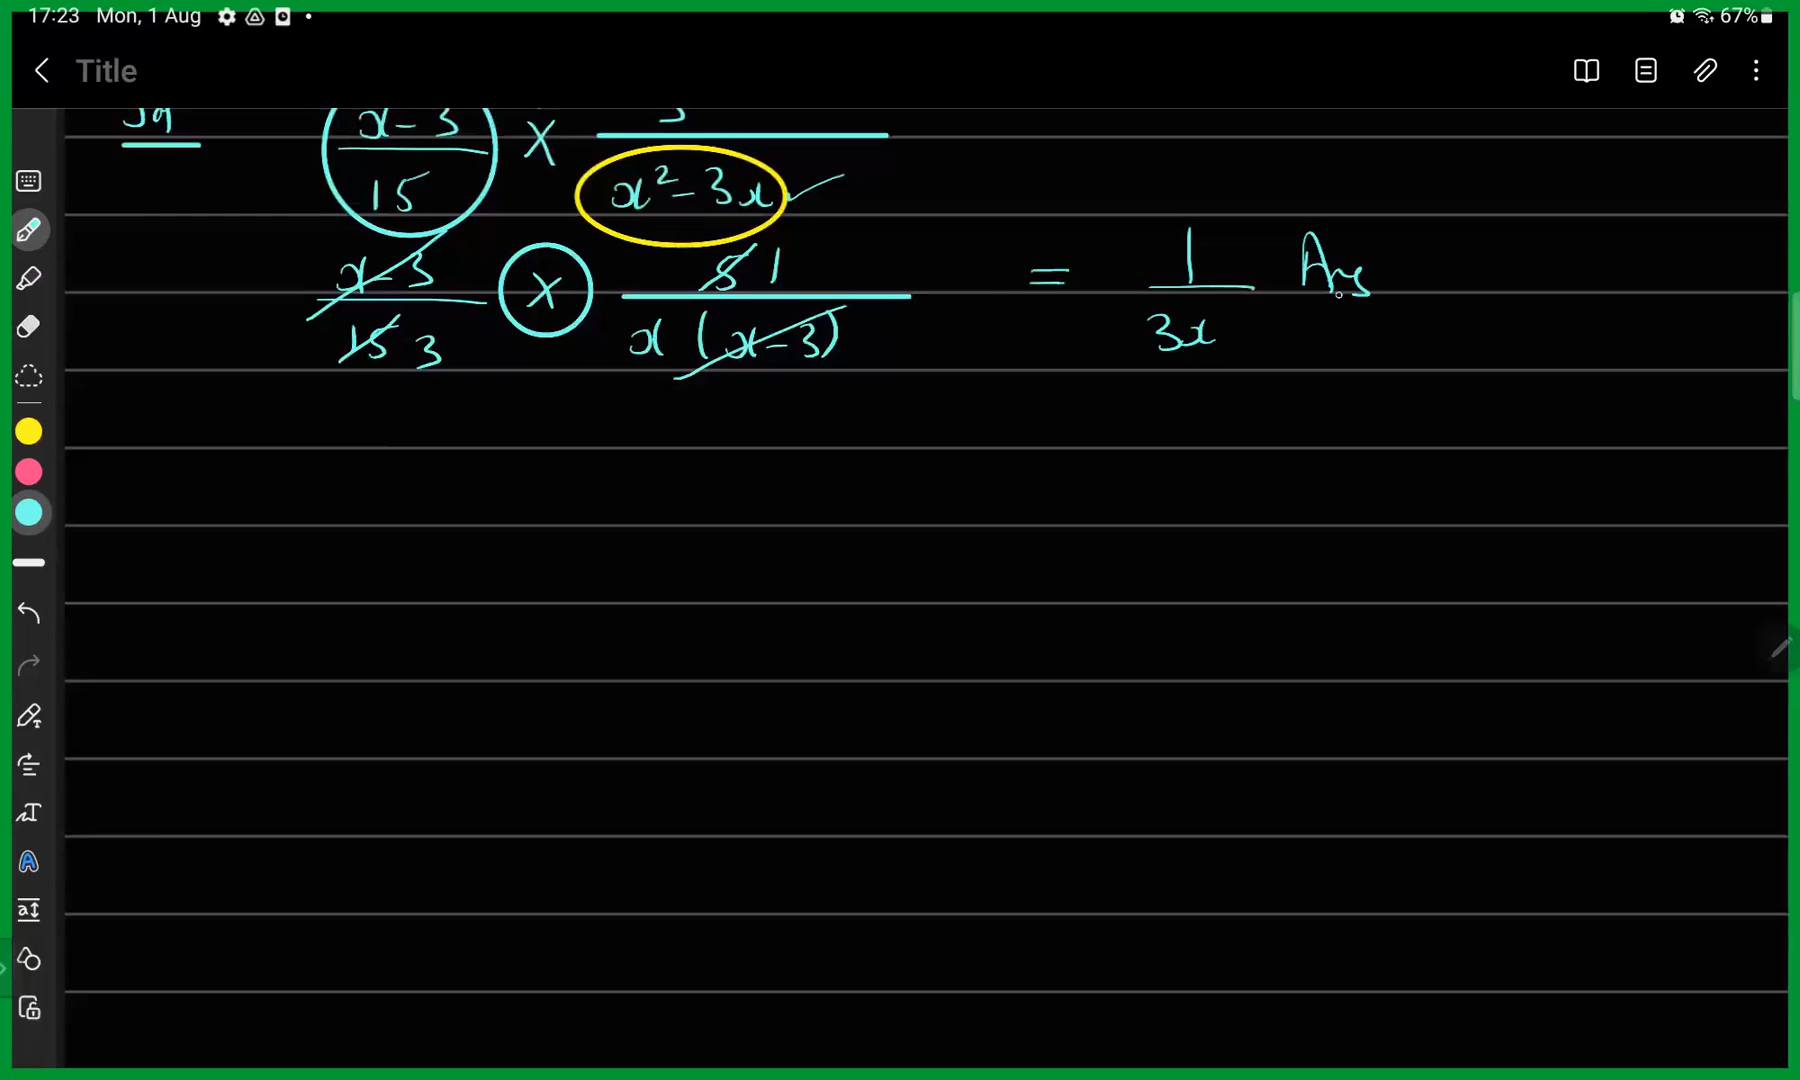 17:23 Mon, 1 Aug
67%
Title
x - 3 / 15 × 5 / x² - 3x ✓
x - 3 / 15 3 × 5 1 / x (x - 3) = 1 / 3x Ans